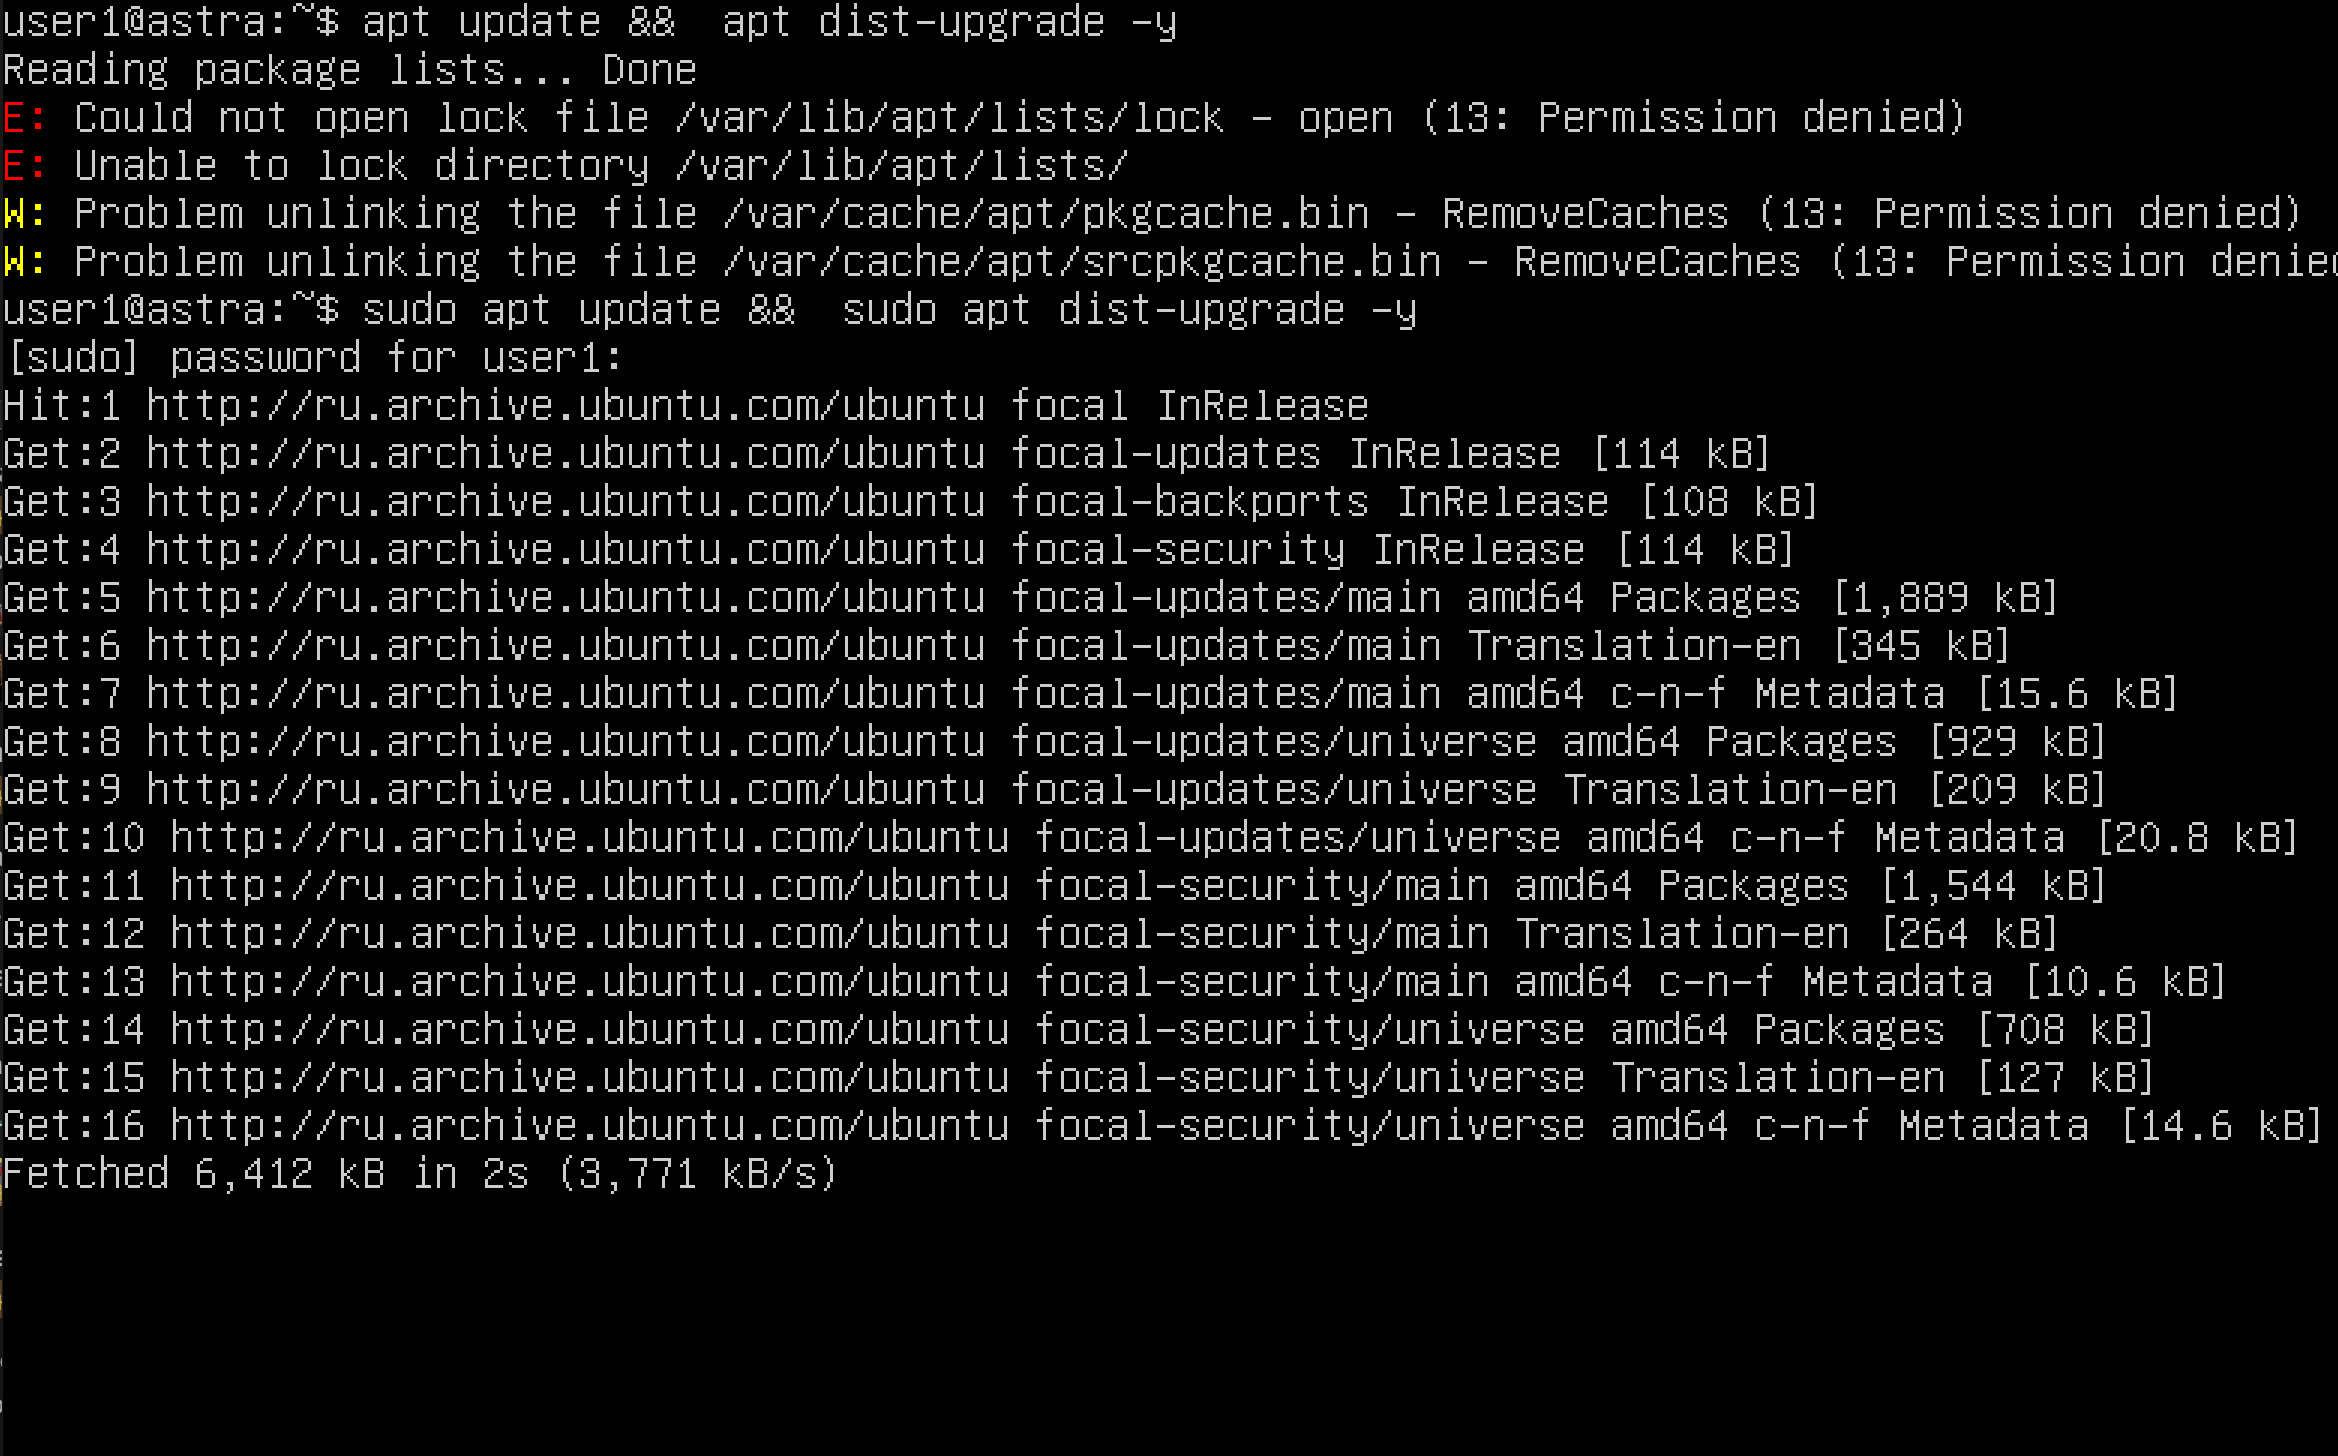 user1@astra:~$ apt update &&  apt dist-upgrade -y
Reading package lists... Done
E: Could not open lock file /var/lib/apt/lists/lock - open (13: Permission denied)
E: Unable to lock directory /var/lib/apt/lists/
W: Problem unlinking the file /var/cache/apt/pkgcache.bin - RemoveCaches (13: Permission denied)
W: Problem unlinking the file /var/cache/apt/srcpkgcache.bin - RemoveCaches (13: Permission denied
user1@astra:~$ sudo apt update &&  sudo apt dist-upgrade -y
[sudo] password for user1:
Hit:1 http://ru.archive.ubuntu.com/ubuntu focal InRelease
Get:2 http://ru.archive.ubuntu.com/ubuntu focal-updates InRelease [114 kB]
Get:3 http://ru.archive.ubuntu.com/ubuntu focal-backports InRelease [108 kB]
Get:4 http://ru.archive.ubuntu.com/ubuntu focal-security InRelease [114 kB]
Get:5 http://ru.archive.ubuntu.com/ubuntu focal-updates/main amd64 Packages [1,889 kB]
Get:6 http://ru.archive.ubuntu.com/ubuntu focal-updates/main Translation-en [345 kB]
Get:7 http://ru.archive.ubuntu.com/ubuntu focal-updates/main amd64 c-n-f Metadata [15.6 kB]
Get:8 http://ru.archive.ubuntu.com/ubuntu focal-updates/universe amd64 Packages [929 kB]
Get:9 http://ru.archive.ubuntu.com/ubuntu focal-updates/universe Translation-en [209 kB]
Get:10 http://ru.archive.ubuntu.com/ubuntu focal-updates/universe amd64 c-n-f Metadata [20.8 kB]
Get:11 http://ru.archive.ubuntu.com/ubuntu focal-security/main amd64 Packages [1,544 kB]
Get:12 http://ru.archive.ubuntu.com/ubuntu focal-security/main Translation-en [264 kB]
Get:13 http://ru.archive.ubuntu.com/ubuntu focal-security/main amd64 c-n-f Metadata [10.6 kB]
Get:14 http://ru.archive.ubuntu.com/ubuntu focal-security/universe amd64 Packages [708 kB]
Get:15 http://ru.archive.ubuntu.com/ubuntu focal-security/universe Translation-en [127 kB]
Get:16 http://ru.archive.ubuntu.com/ubuntu focal-security/universe amd64 c-n-f Metadata [14.6 kB]
Fetched 6,412 kB in 2s (3,771 kB/s)